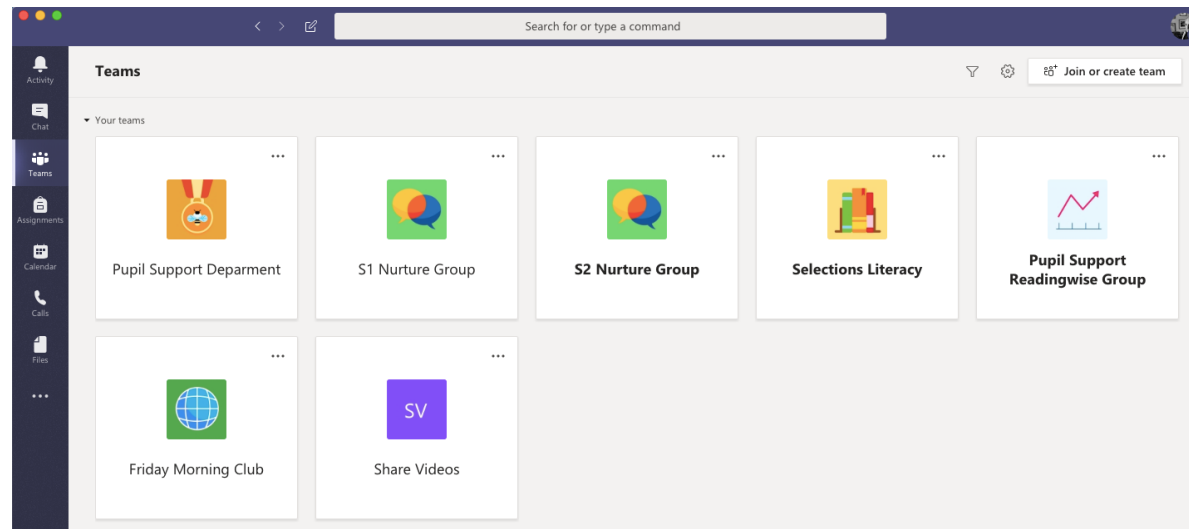 Search for or type a command
Activity
Chat
Teams
Assignments
Calendar
Calls
Files
Teams
Join or create team
Your teams
Pupil Support Deparment
S1 Nurture Group
S2 Nurture Group
Selections Literacy
Pupil Support
Readingwise Group
Friday Morning Club
SV
Share Videos